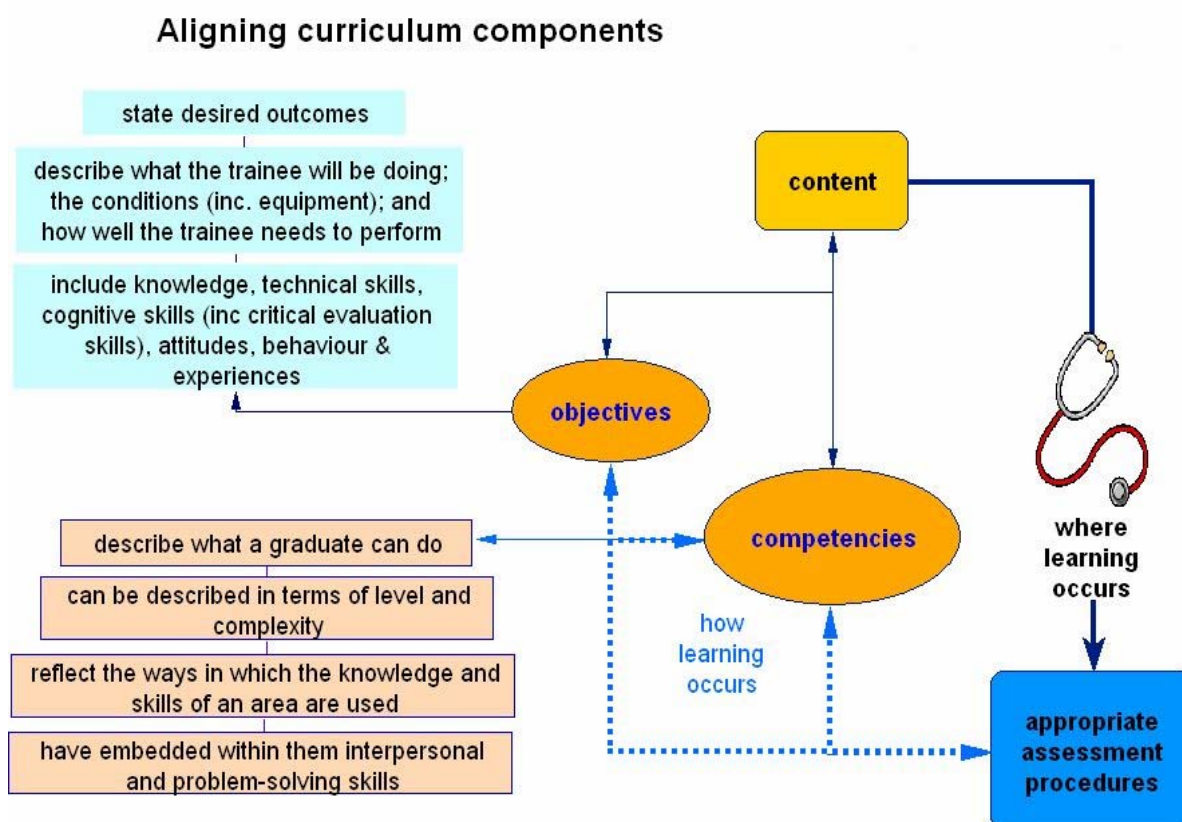 Aligning curriculum components
state desired outcomes
describe what the trainee will be doing;
the conditions (inc. equipment); and
how well the trainee needs to perform
include knowledge, technical skills,
cognitive skills (inc critical evaluation
skills), attitudes, behaviour &
experiences
content
objectives
competencies
describe what a graduate can do
can be described in terms of level and
complexity
reflect the ways in which the knowledge and
skills of an area are used
have embedded within them interpersonal
and problem-solving skills
how
learning
occurs
where
learning
occurs
appropriate
assessment
procedures